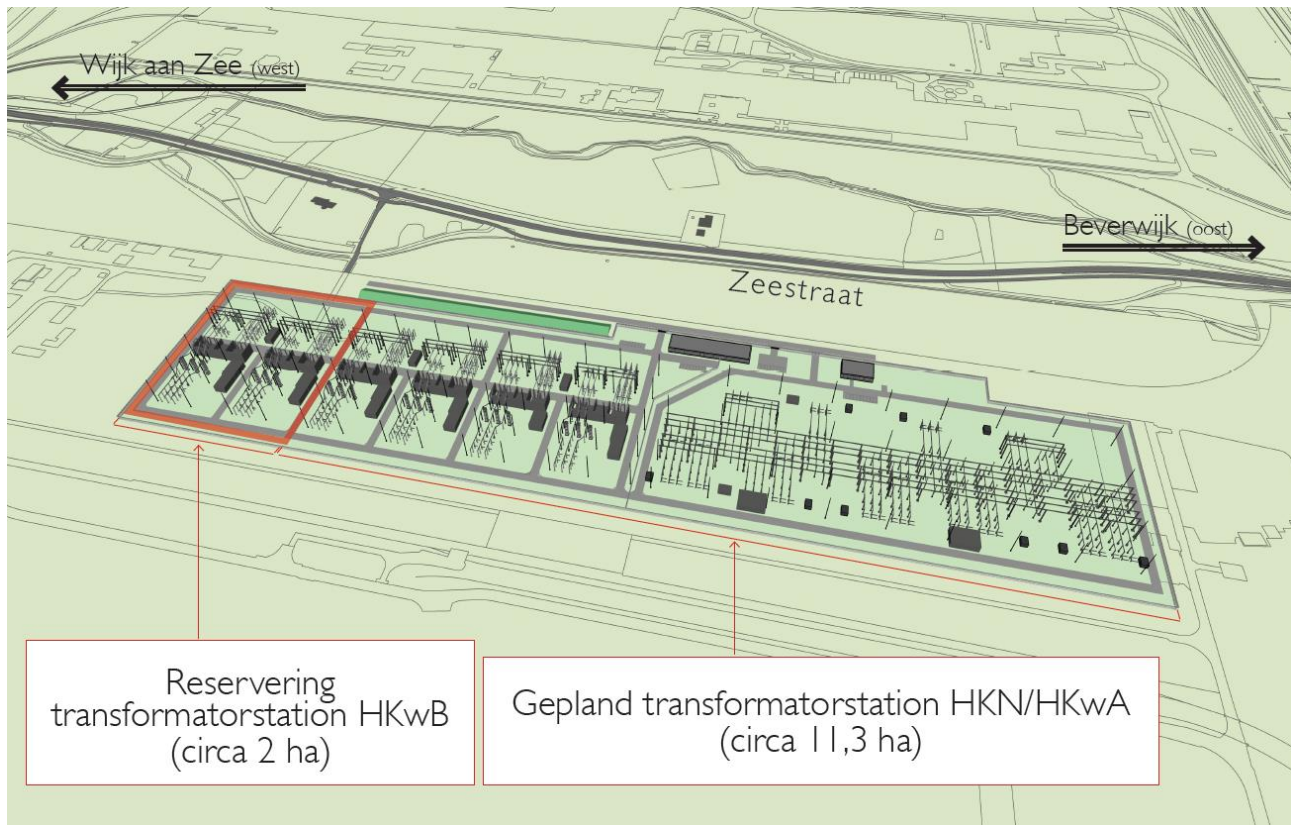 Wijk aan Zee (west)
Beverwijk (oost)
Zeestraat
Reservering
transformatorstation HKwB
(circa 2 ha)
Gepland transformatorstation HKN/HKwA
(circa 11,3 ha)